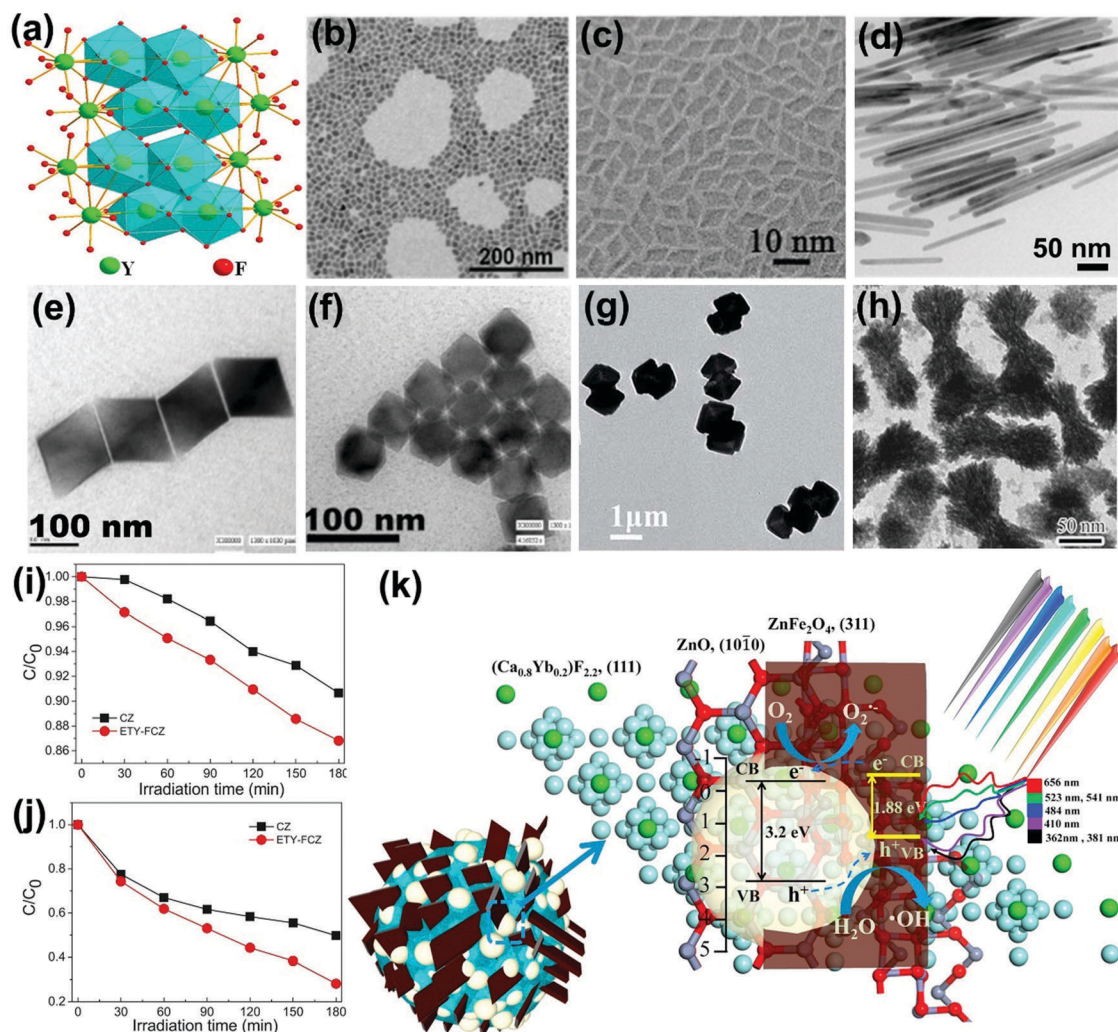 (a)
Y
F
(b)
200 nm
(c)
10 nm
(d)
50 nm
(e)
100 nm
(f)
100 nm
(g)
1μm
(h)
50 nm
(i)
1.00
0.98
0.96
0.94
0.92
0.90
0.88
0.86
C/C₀
CZ
ETY-FCZ
0 30 60 90 120 150 180
Irradiation time (min)
(j)
1.0
0.8
0.6
0.4
0.2
C/C₀
CZ
ETY-FCZ
0 30 60 90 120 150 180
Irradiation time (min)
(k)
ZnFe₂O₄, (311)
ZnO, (101̄0)
(Ca₀.₈Yb₀.₂)F₂.₂, (111)
O₂ O₂·⁻
-1
0
1
2
3
4
5
CB e⁻
3.2 eV
VB h⁺
e⁻ CB
1.88 eV
h⁺ VB
H₂O ·OH
656 nm
523 nm, 541 nm
484 nm
410 nm
362nm , 381 nm